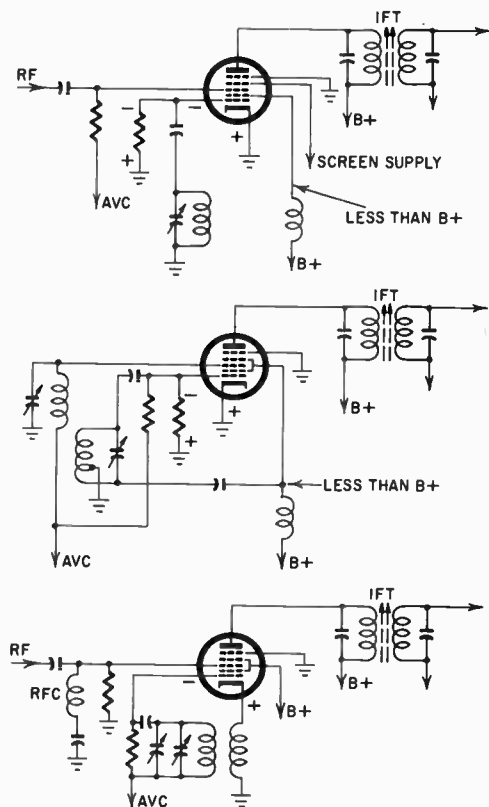 IFT
RF
B+
SCREEN SUPPLY
AVC
LESS THAN B+
B+
IFT
B+
LESS THAN B+
AVC
B+
IFT
RF
B+
RFC
B+
AVC